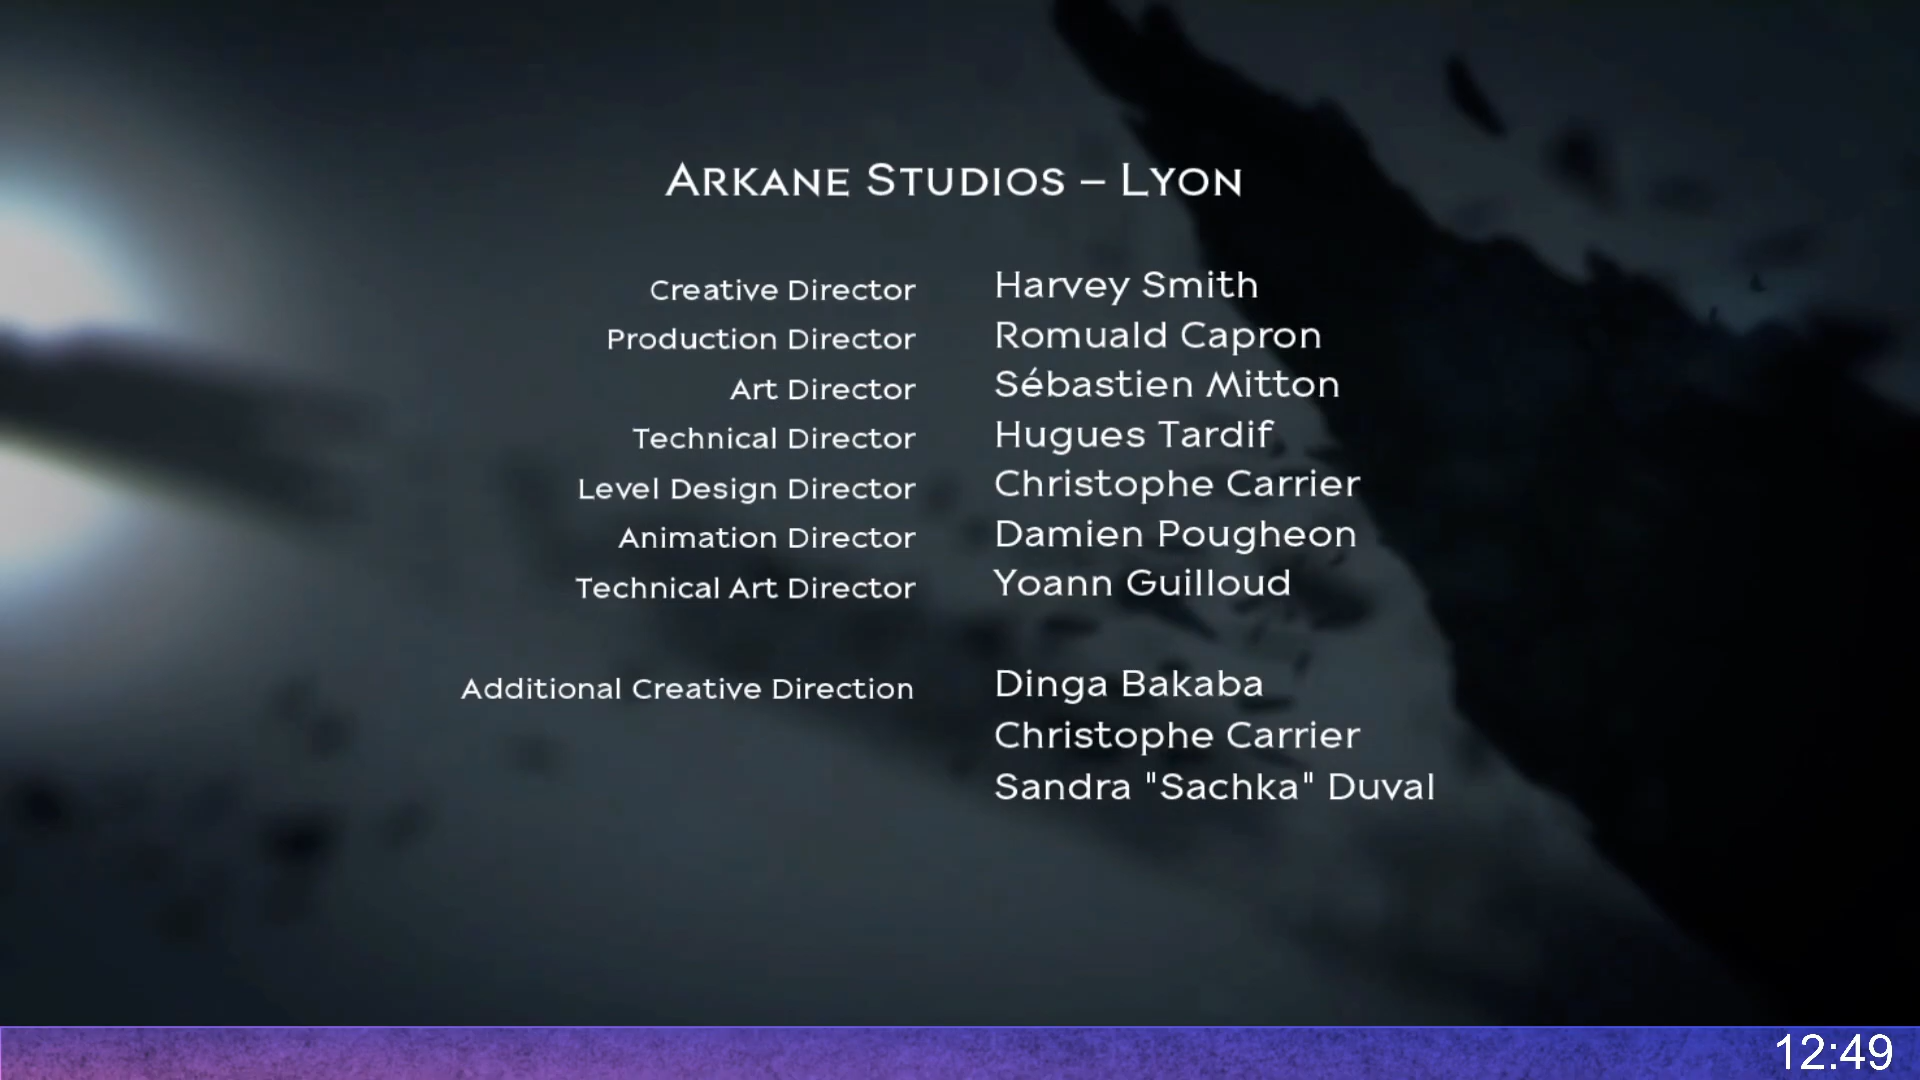 Arkane Studios – Lyon
Creative Director Harvey Smith
Production Director Romuald Capron
Art Director Sébastien Mitton
Technical Director Hugues Tardif
Level Design Director Christophe Carrier
Animation Director Damien Pougheon
Technical Art Director Yoann Guilloud
Additional Creative Direction Dinga Bakaba
Christophe Carrier
Sandra "Sachka" Duval
12:49